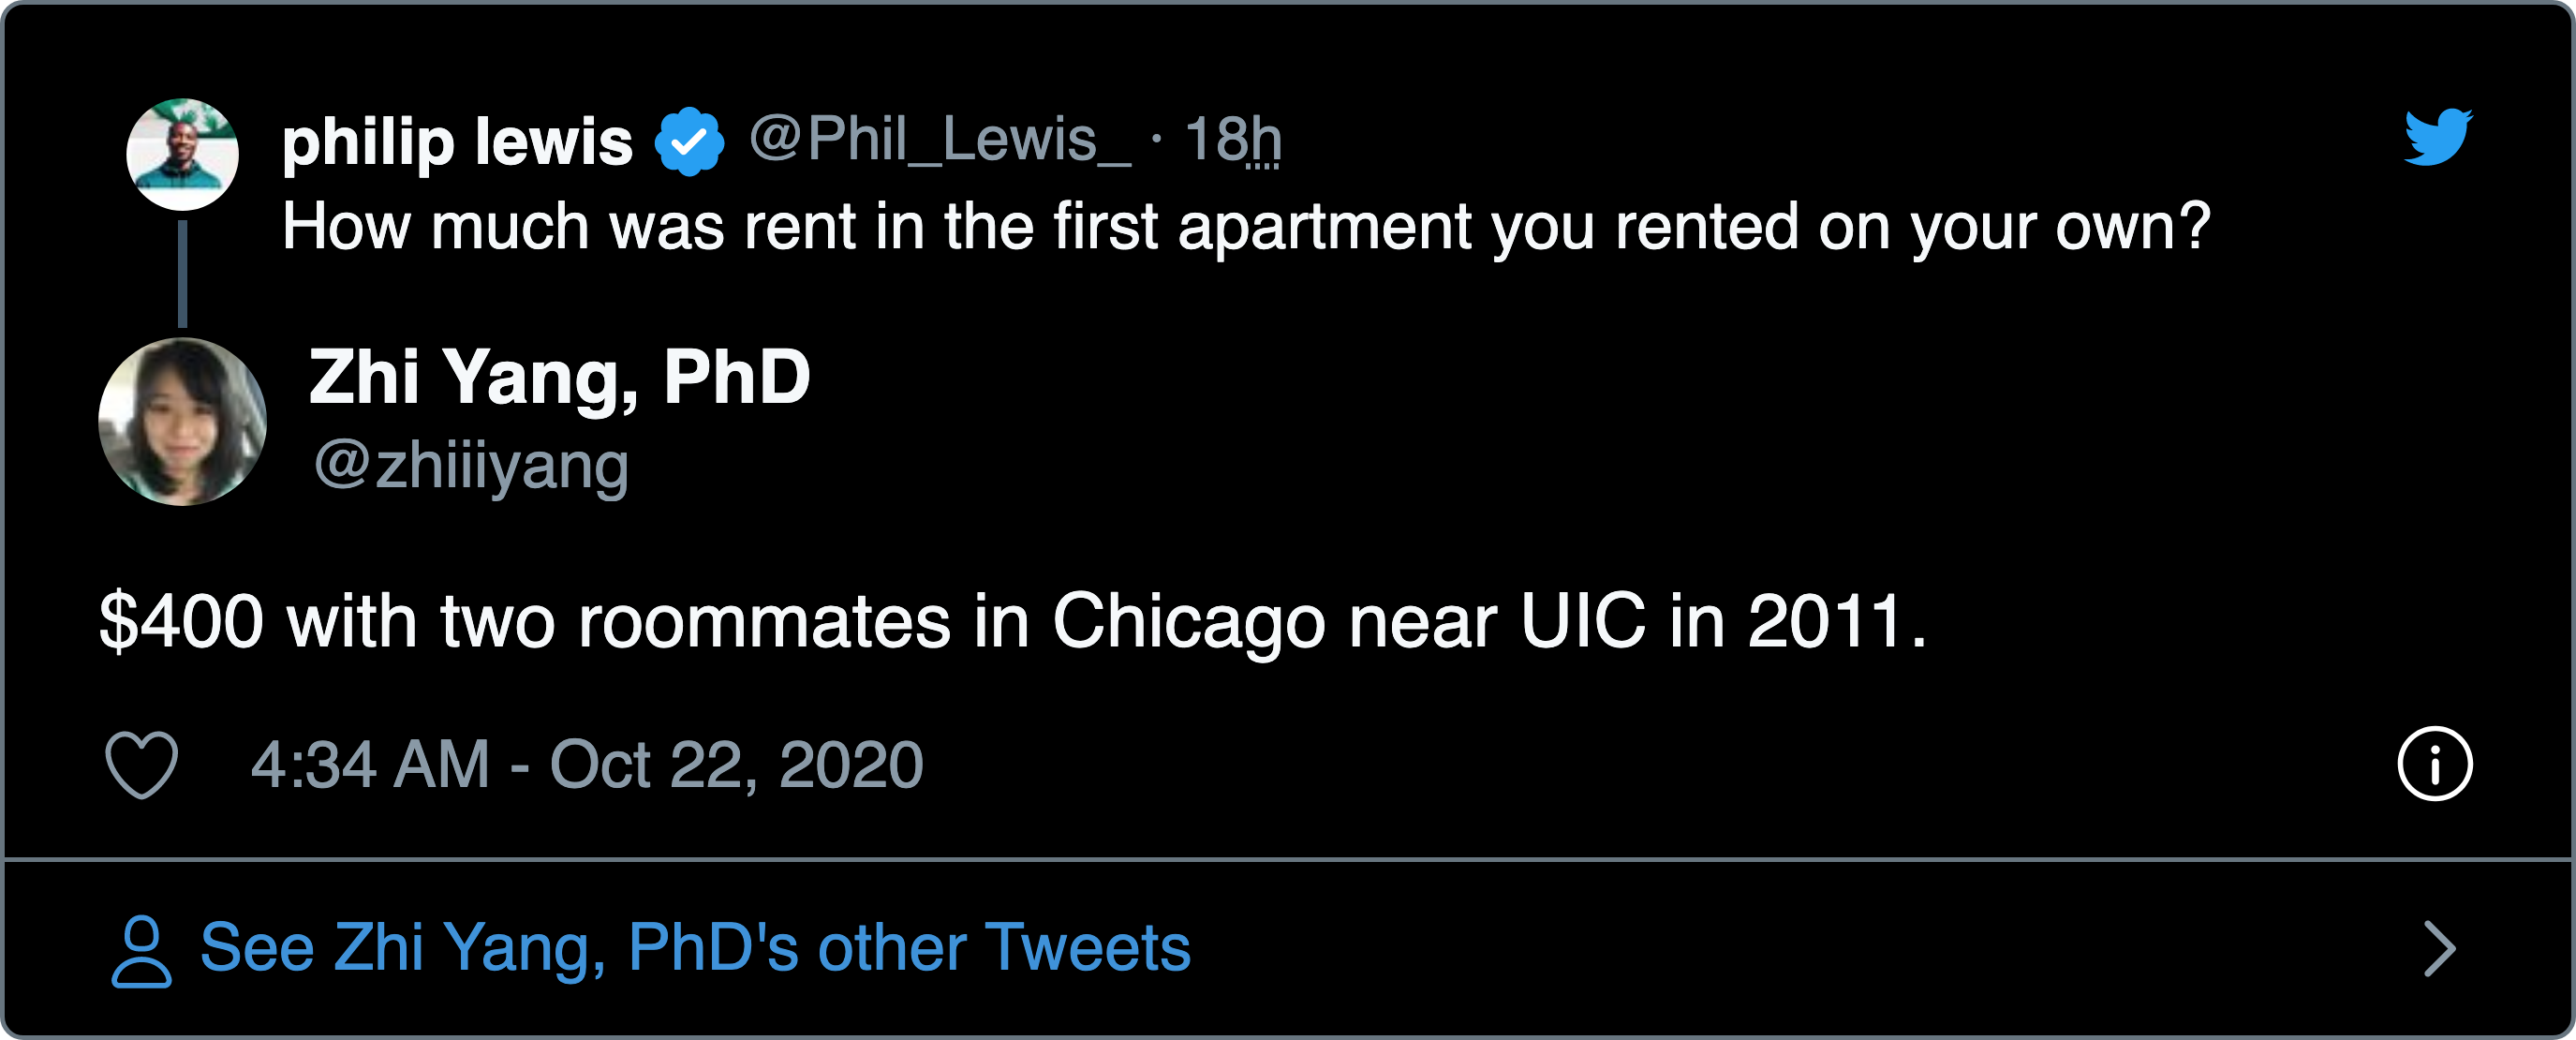 philip lewis @Phil_Lewis_ · 18h
How much was rent in the first apartment you rented on your own?
Zhi Yang, PhD
@zhiiiyang
$400 with two roommates in Chicago near UIC in 2011.
4:34 AM - Oct 22, 2020
See Zhi Yang, PhD's other Tweets